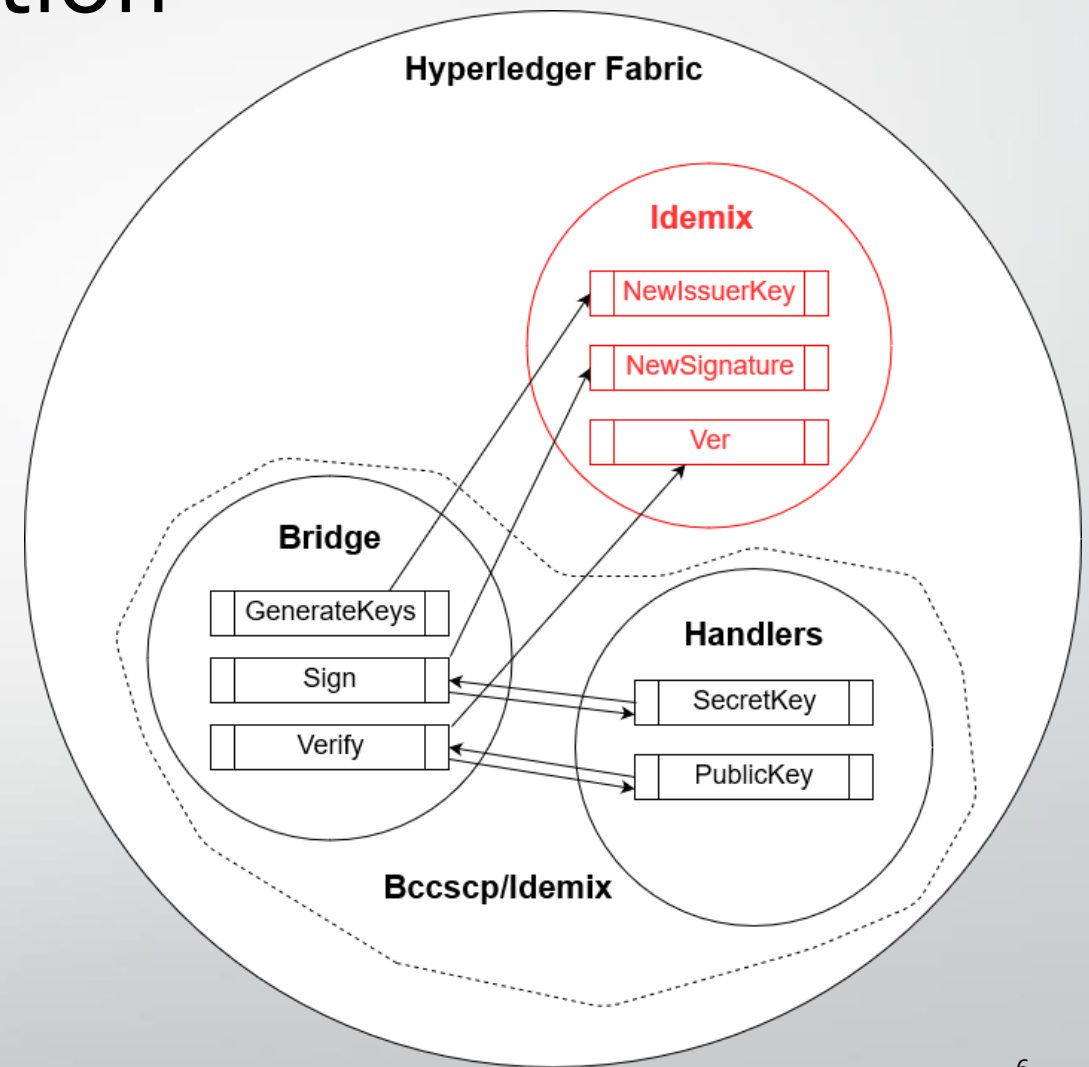 Hyperledger Fabric
Idemix
NewIssuerKey
NewSignature
Ver
Bridge
GenerateKeys
Sign
Verify
Handlers
SecretKey
PublicKey
Bccscp/Idemix